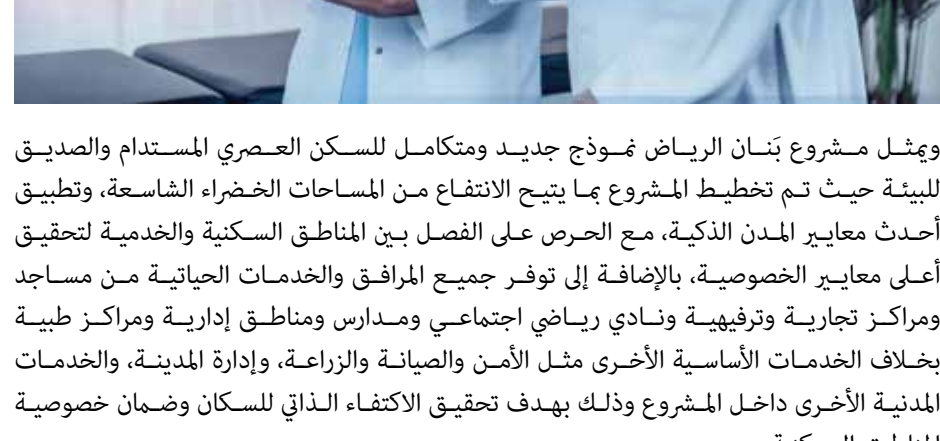 ويمثل مشروع بَنان الرياض نموذج جديد ومتكامل للسكن العصري المستدام والصديق
للبيئة حيث تم تخطيط المشروع بما يتيح الانتفاع من المساحات الخضراء الشاسعة، وتطبيق
أحدث معايير المدن الذكية، مع الحرص على الفصل بين المناطق السكنية والخدمية لتحقيق
أعلى معايير الخصوصية، بالإضافة إلى توفر جميع المرافق والخدمات الحياتية من مساجد
ومراكز تجارية وترفيهية ونادي رياضي اجتماعي ومدارس ومناطق إدارية ومراكز طبية
بخلاف الخدمات الأساسية الأخرى مثل الأمن والصيانة والزراعة، وإدارة المدينة، والخدمات
المدنية الأخرى داخل المشروع وذلك بهدف تحقيق الاكتفاء الذاتي للسكان وضمان خصوصية